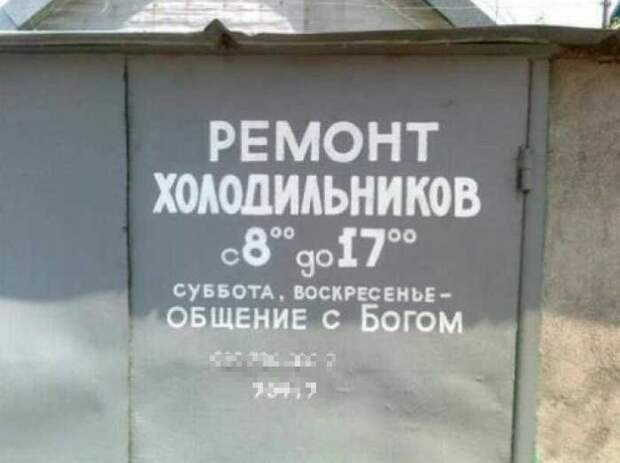 РЕМОНТ
ХОЛОДИЛЬНИКОВ
с 8⁰⁰ до 17⁰⁰
СУББОТА, ВОСКРЕСЕНЬЕ –
ОБЩЕНИЕ С БОГОМ